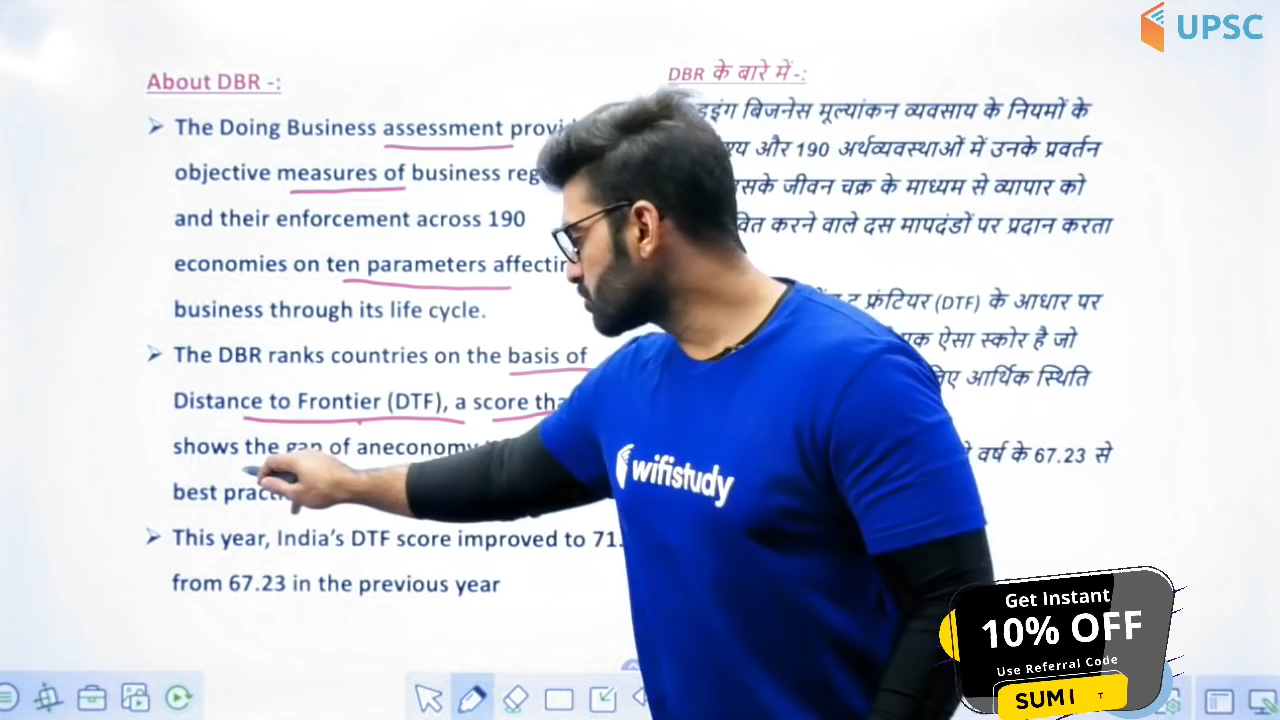 UPSC
About DBR -:
➢ The Doing Business assessment provi
objective measures of business reg
and their enforcement across 190
economies on ten parameters affectin
business through its life cycle.
➢ The DBR ranks countries on the basis of
Distance to Frontier (DTF), a score tha
shows the gap of aneconomy
best pract
➢ This year, India's DTF score improved to 71.
from 67.23 in the previous year
DBR के बारे में -:
डूइंग बिजनेस मूल्यांकन व्यवसाय के नियमों के
और 190 अर्थव्यवस्थाओं में उनके प्रवर्तन
जीवन चक्र के माध्यम से व्यापार को
करने वाले दस मापदंडों पर प्रदान करता
फ्रंटियर (DTF) के आधार पर
एक ऐसा स्कोर है जो
आर्थिक स्थिति
वर्ष के 67.23 से
wifistudy
Get Instant
10% OFF
Use Referral Code
SUMI T